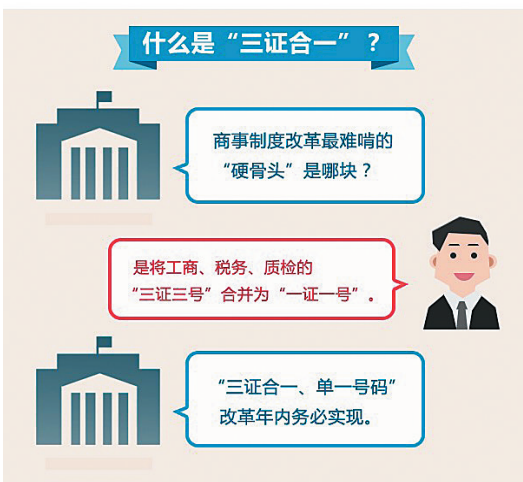 什么是“三证合一”？
商事制度改革最难啃的
“硬骨头”是哪块？
是将工商、税务、质检的
“三证三号”合并为“一证一号”。
“三证合一、单一号码”
改革年内务必实现。